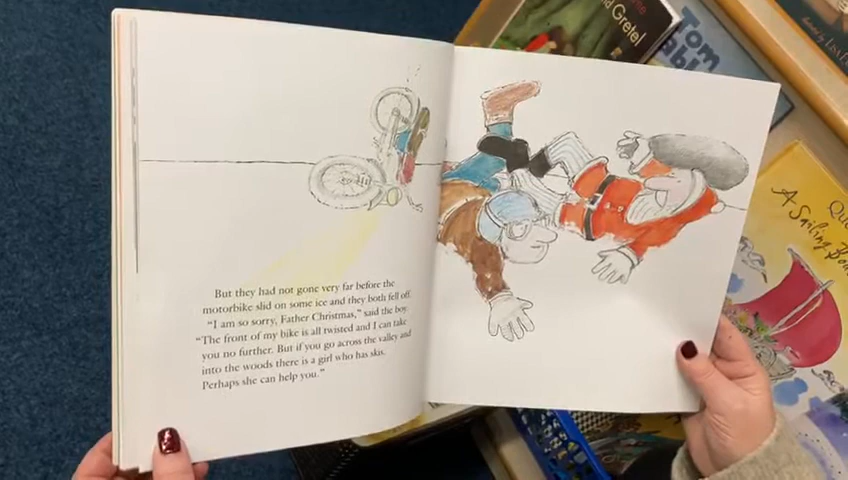 But they had not gone very far before the
motorbike slid on some ice and they both fell off.
"I am so sorry, Father Christmas," said the boy.
"The front of my bike is all twisted and I can take
you no further. But if you go across the valley and
into the woods there is a girl who has skis.
Perhaps she can help you."
and Gretel
Tom
A
Sailing